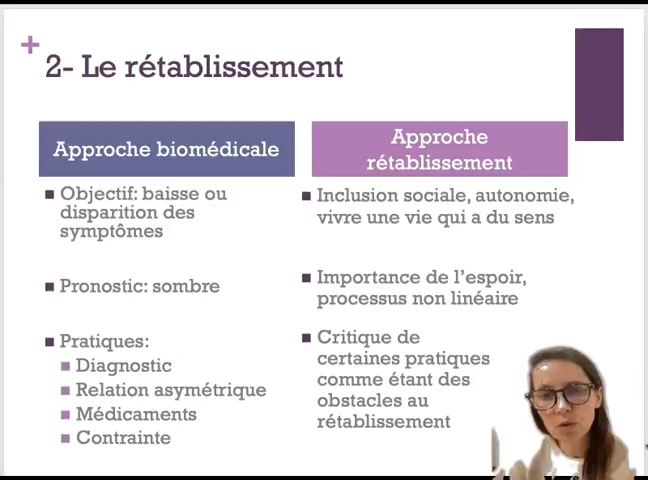 2- Le rétablissement
Approche biomédicale
Objectif: baisse ou
disparition des
symptômes
Pronostic: sombre
Pratiques:
Diagnostic
Relation asymétrique
Médicaments
Contrainte
Approche
rétablissement
Inclusion sociale, autonomie,
vivre une vie qui a du sens
Importance de l'espoir,
processus non linéaire
Critique de
certaines pratiques
comme étant des
obstacles au
rétablissement